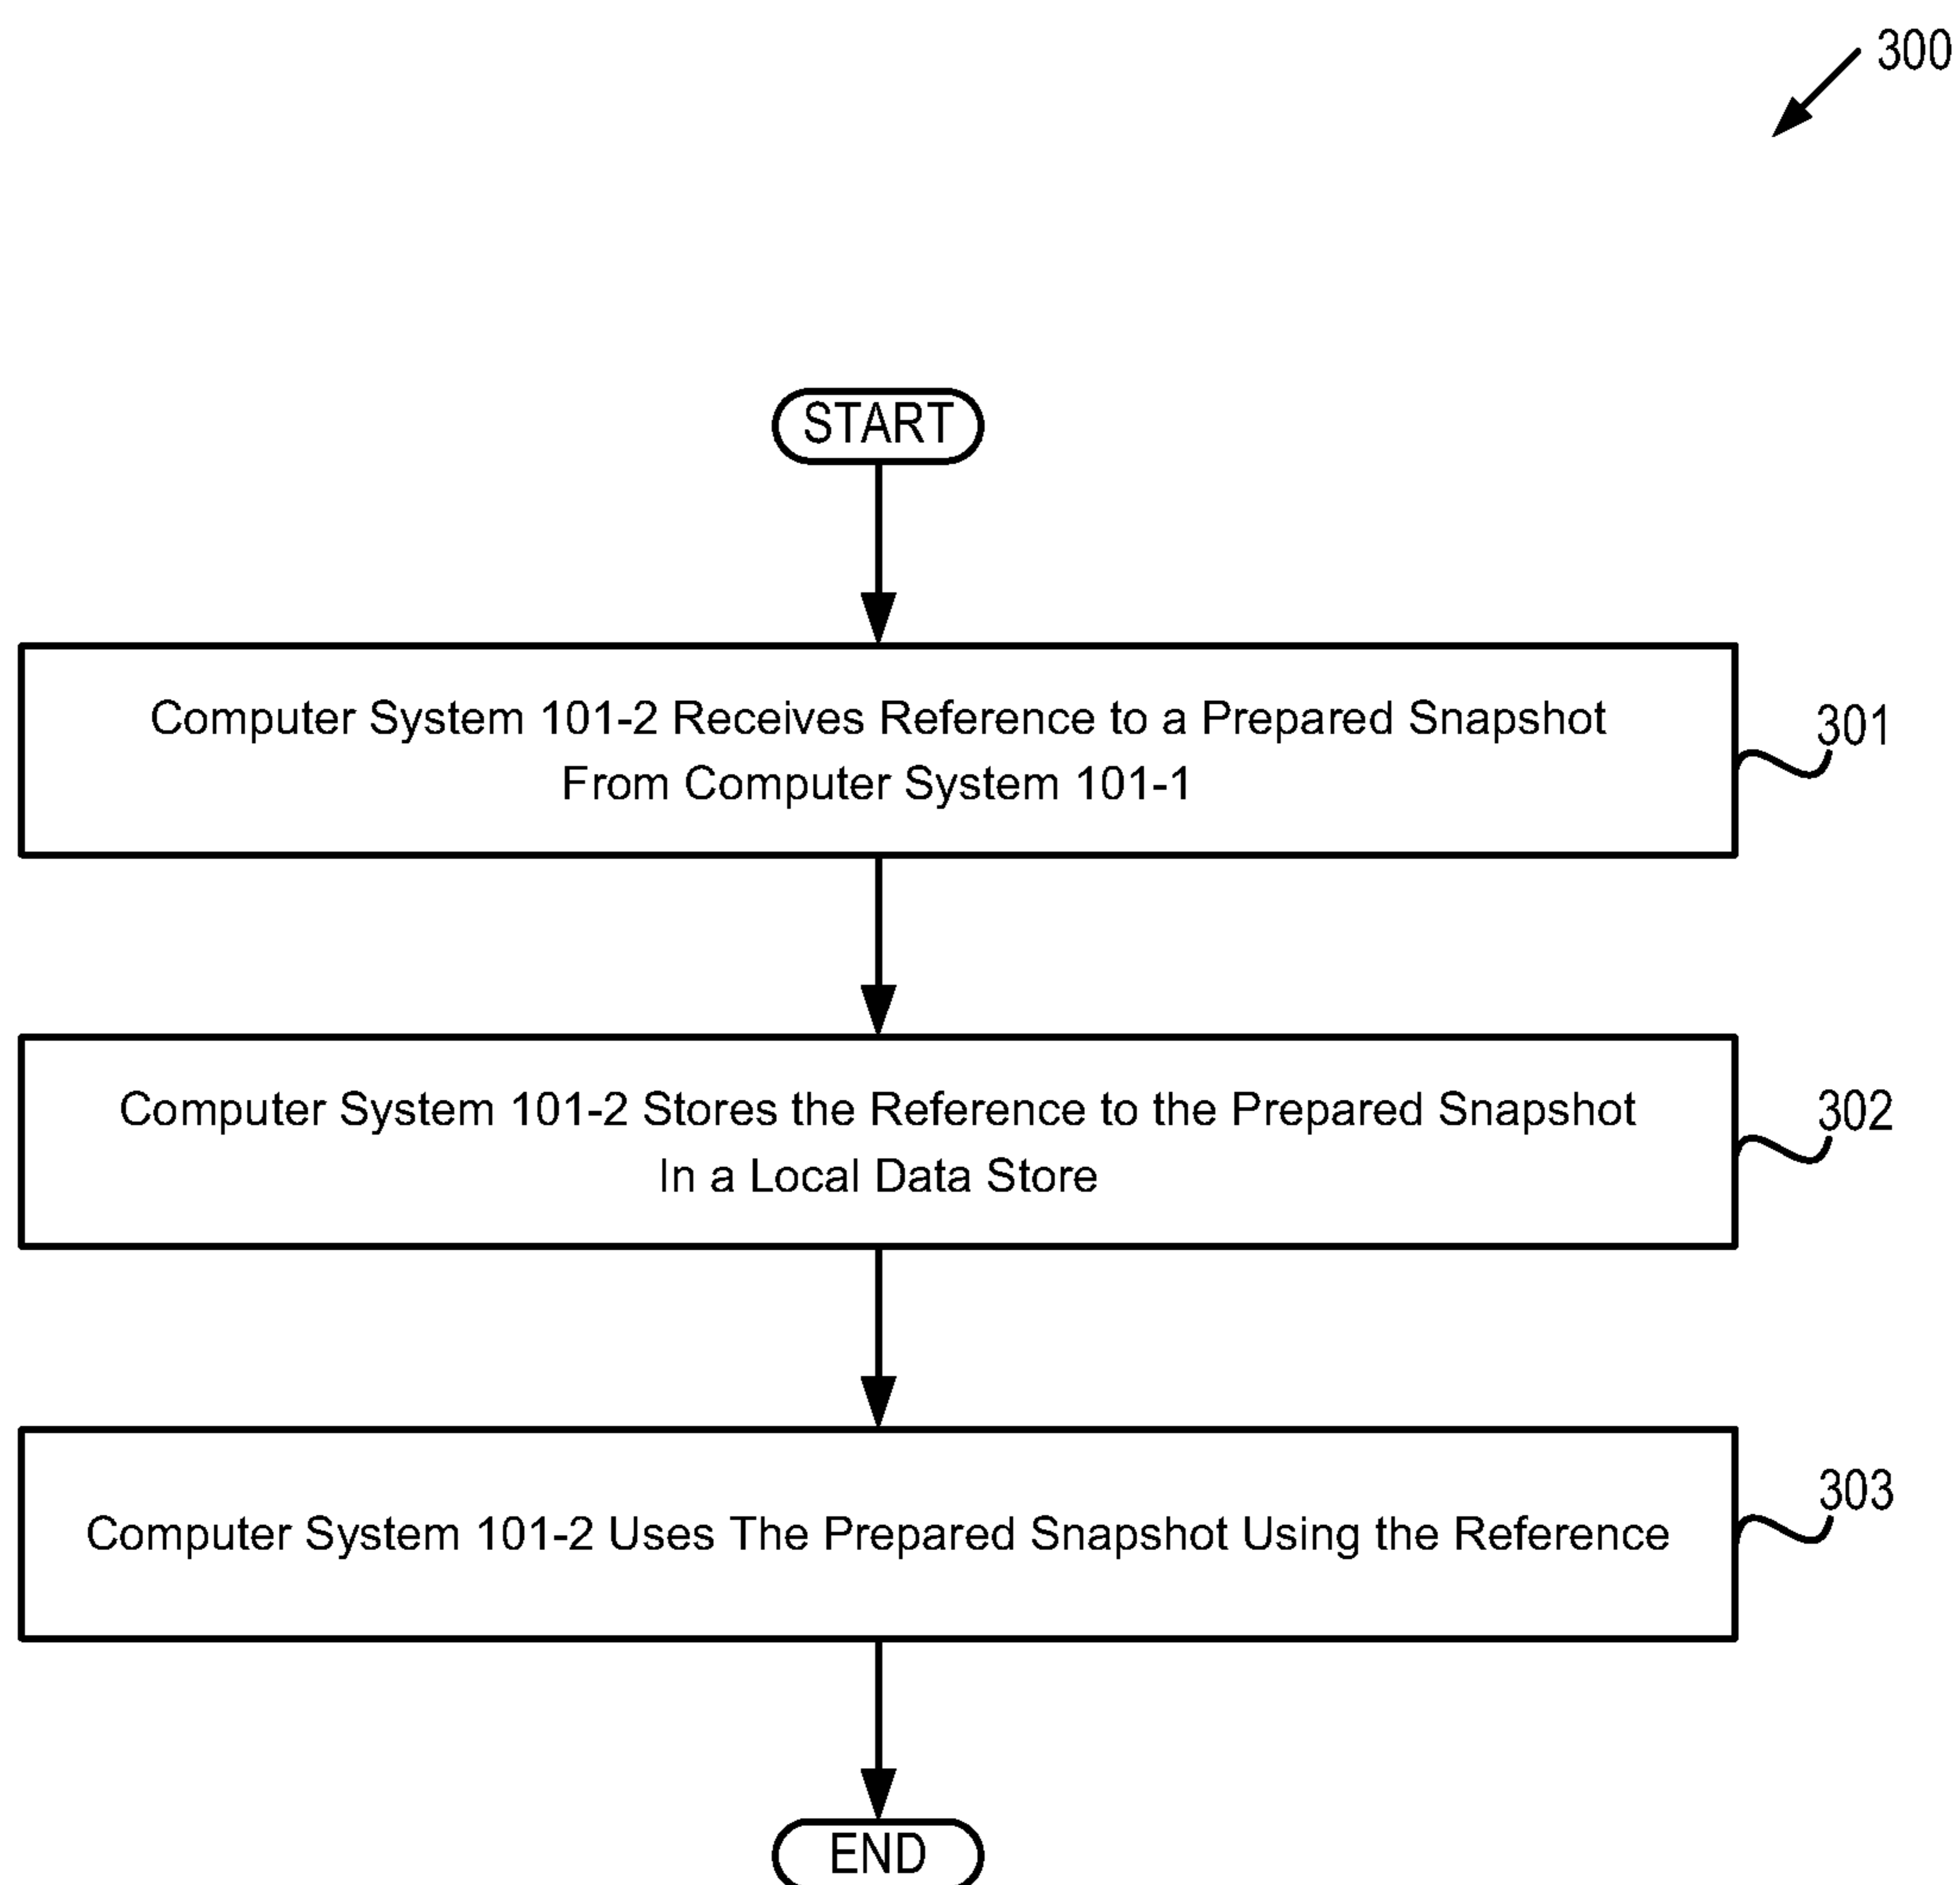 300
START
Computer System 101-2 Receives Reference to a Prepared Snapshot
From Computer System 101-1
301
Computer System 101-2 Stores the Reference to the Prepared Snapshot
In a Local Data Store
302
Computer System 101-2 Uses The Prepared Snapshot Using the Reference
303
END